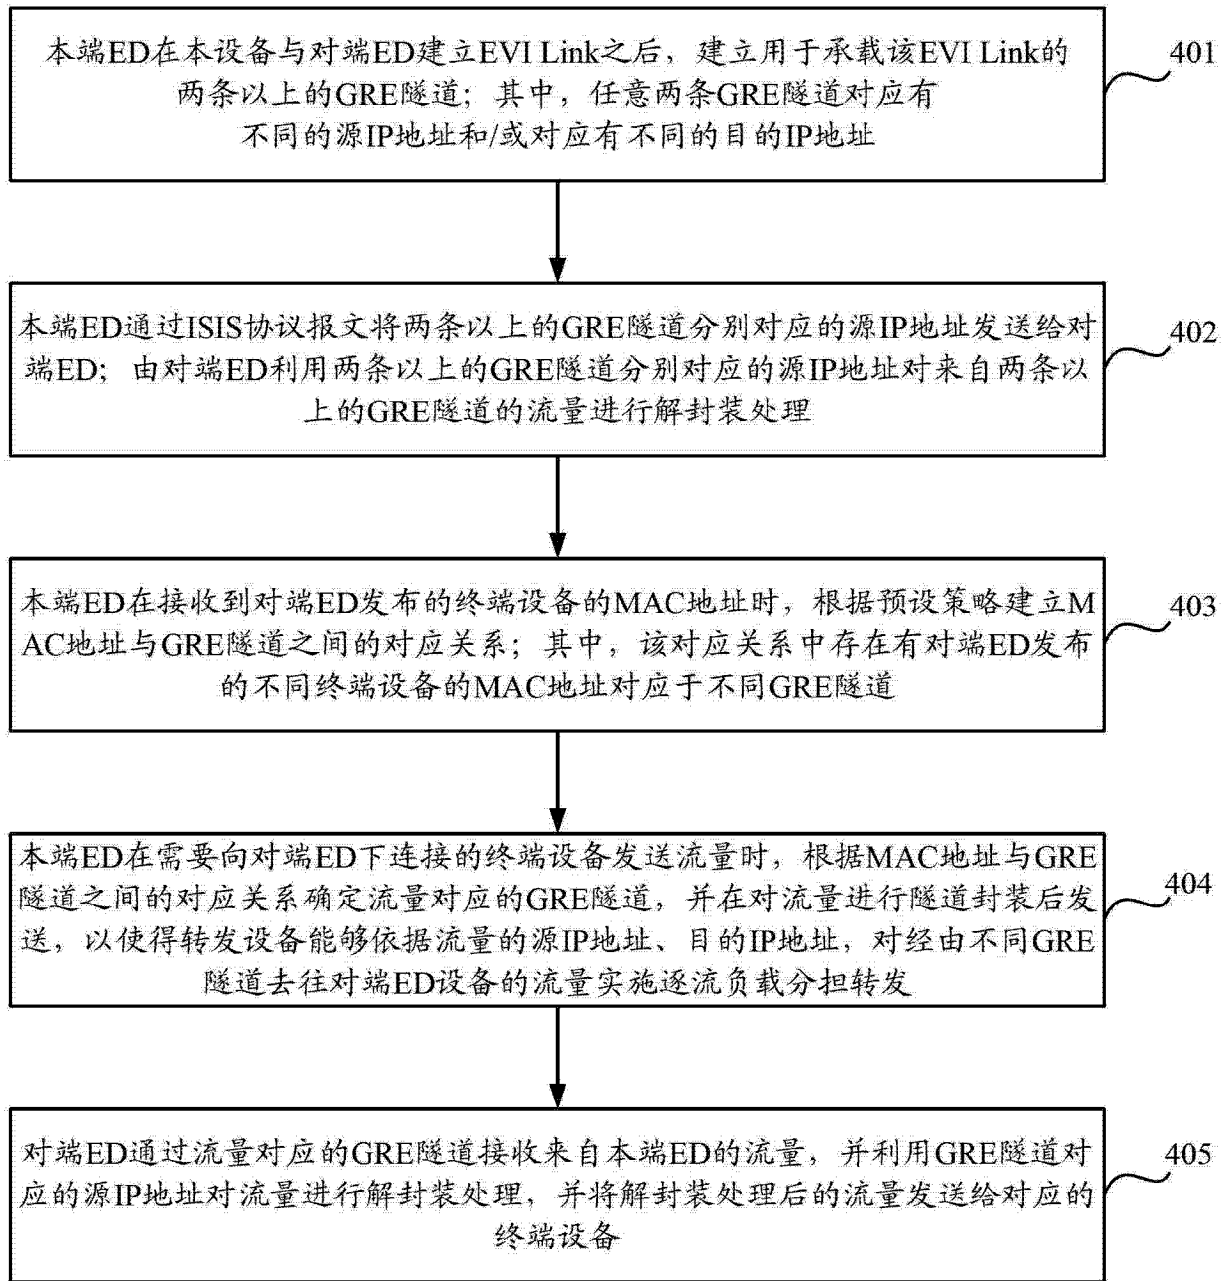 本端ED在本设备与对端ED建立EVI Link之后，建立用于承载该EVI Link的
两条以上的GRE隧道；其中，任意两条GRE隧道对应有
不同的源IP地址和/或对应有不同的目的IP地址
401
本端ED通过ISIS协议报文将两条以上的GRE隧道分别对应的源IP地址发送给对
端ED；由对端ED利用两条以上的GRE隧道分别对应的源IP地址对来自两条以
上的GRE隧道的流量进行解封装处理
402
本端ED在接收到对端ED发布的终端设备的MAC地址时，根据预设策略建立M
AC地址与GRE隧道之间的对应关系；其中，该对应关系中存在有对端ED发布
的不同终端设备的MAC地址对应于不同GRE隧道
403
本端ED在需要向对端ED下连接的终端设备发送流量时，根据MAC地址与GRE
隧道之间的对应关系确定流量对应的GRE隧道，并在对流量进行隧道封装后发
送，以使得转发设备能够依据流量的源IP地址、目的IP地址，对经由不同GRE
隧道去往对端ED设备的流量实施逐流负载分担转发
404
对端ED通过流量对应的GRE隧道接收来自本端ED的流量，并利用GRE隧道对
应的源IP地址对流量进行解封装处理，并将解封装处理后的流量发送给对应的
终端设备
405